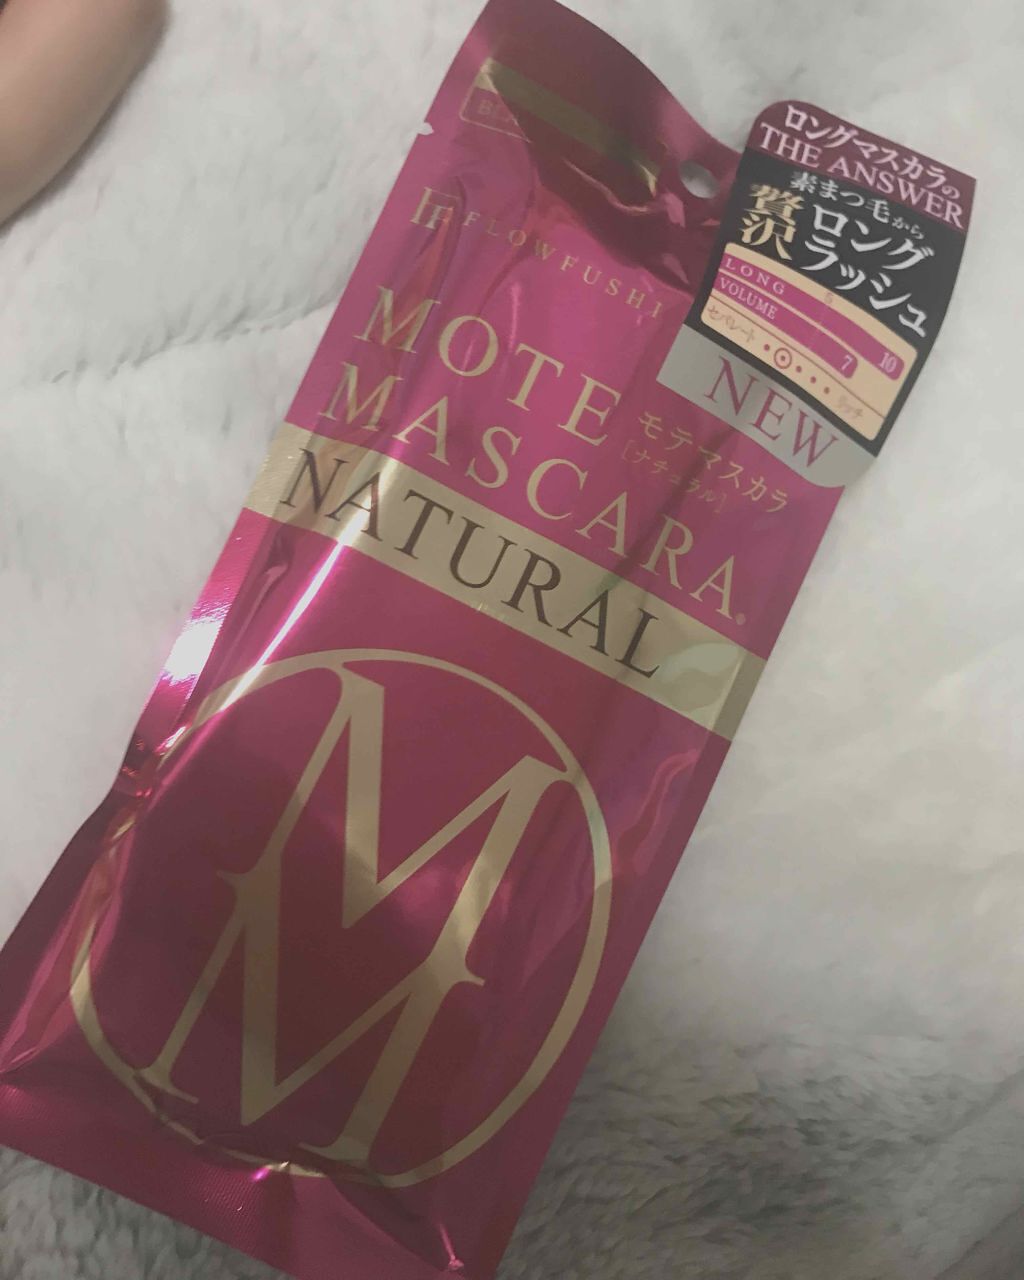 FLOWFUSHI
MOTE
MASCARA®
モテマスカラ
[ナチュラル]
NATURAL
ロングマスカラの
THE ANSWER
素まつ毛から
贅沢ロング
ラッシュ
LONG 5 10
VOLUME 7
セパレート リッチ
NEW